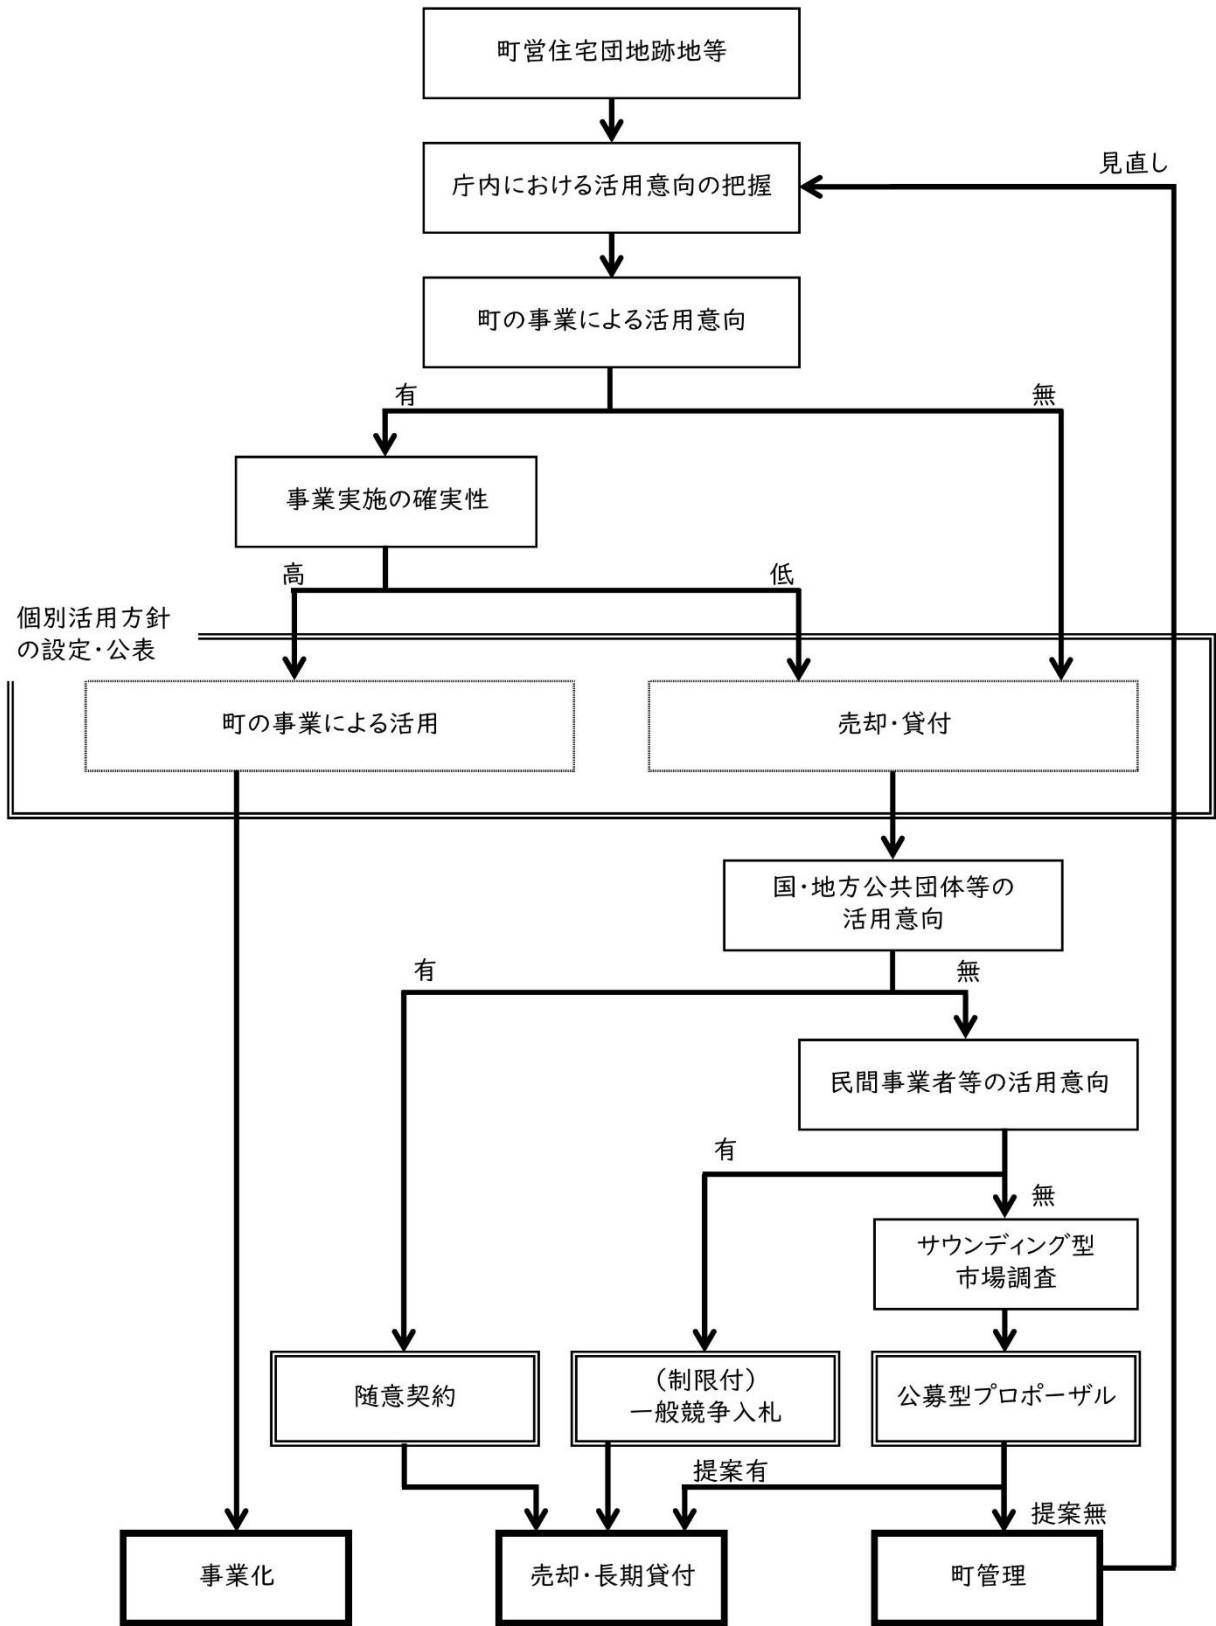 町営住宅団地跡地等
庁内における活用意向の把握
見直し
町の事業による活用意向
有
無
事業実施の確実性
高
低
個別活用方針
の設定・公表
町の事業による活用
売却・貸付
国・地方公共団体等の
活用意向
有
無
民間事業者等の活用意向
有
無
サウンディング型
市場調査
随意契約
（制限付）
一般競争入札
公募型プロポーザル
提案有
提案無
事業化
売却・長期貸付
町管理